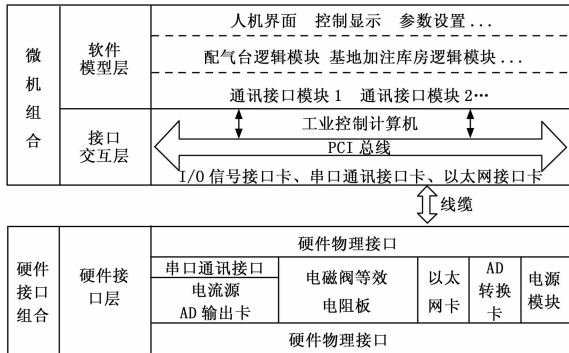 微机组合
软件模型层
人机界面 控制显示 参数设置...
配气台逻辑模块 基地加注库房逻辑模块...
通讯接口模块1 通讯接口模块2…
接口交互层
工业控制计算机
PCI 总线
I/O 信号接口卡、串口通讯接口卡、以太网接口卡
线缆
硬件接口组合
硬件接口层
硬件物理接口
串口通讯接口
电流源
AD 输出卡
电磁阀等效
电阻板
以太网卡
AD转换卡
电源模块
硬件物理接口